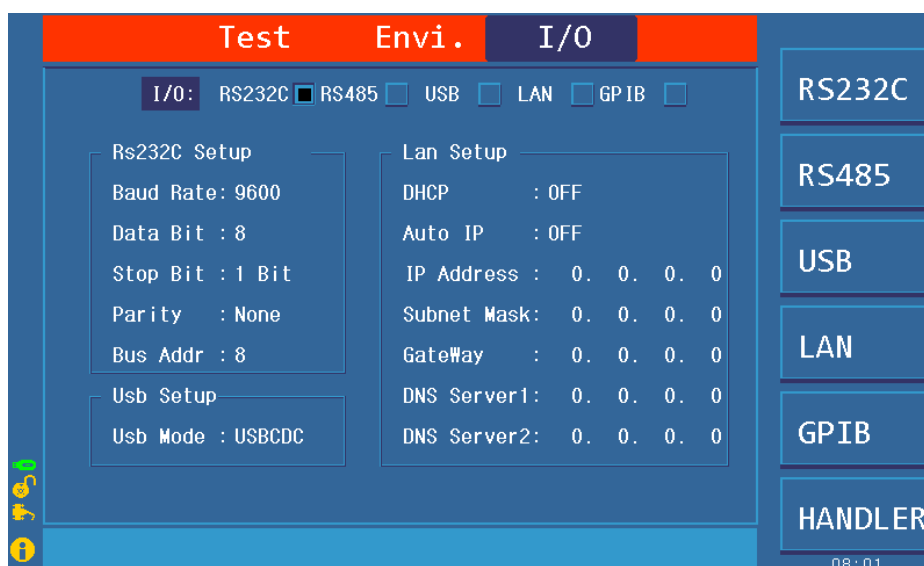 Test Envi. I/O
I/O: RS232C RS485 USB LAN GPIB
Rs232C Setup
Baud Rate: 9600
Data Bit : 8
Stop Bit : 1 Bit
Parity : None
Bus Addr : 8
Usb Setup
Usb Mode : USBCDC
Lan Setup
DHCP : OFF
Auto IP : OFF
IP Address : 0. 0. 0. 0
Subnet Mask: 0. 0. 0. 0
GateWay : 0. 0. 0. 0
DNS Server1: 0. 0. 0. 0
DNS Server2: 0. 0. 0. 0
RS232C
RS485
USB
LAN
GPIB
HANDLER
08:01